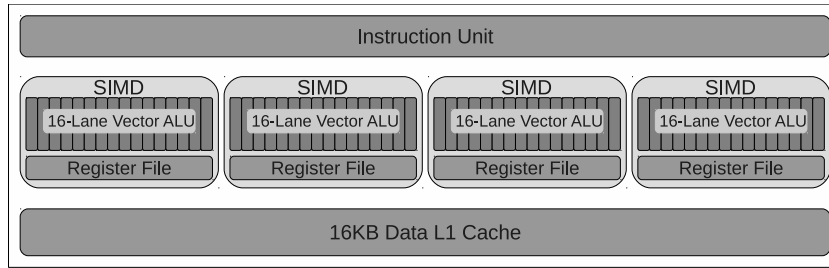 Instruction Unit
SIMD SIMD SIMD SIMD
16-Lane Vector ALU 16-Lane Vector ALU 16-Lane Vector ALU 16-Lane Vector ALU
Register File Register File Register File Register File
16KB Data L1 Cache